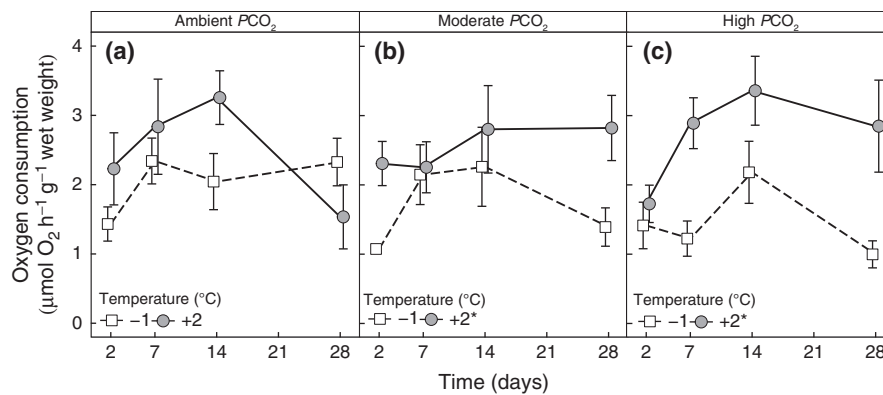 Ambient PCO₂
Moderate PCO₂
High PCO₂
(a)
(b)
(c)
Oxygen consumption
(μmol O₂ h⁻¹ g⁻¹ wet weight)
4
3
2
1
0
Temperature (°C)
−1 +2
Temperature (°C)
−1 +2*
Temperature (°C)
−1 +2*
2 7 14 21 28
2 7 14 21 28
2 7 14 21 28
Time (days)